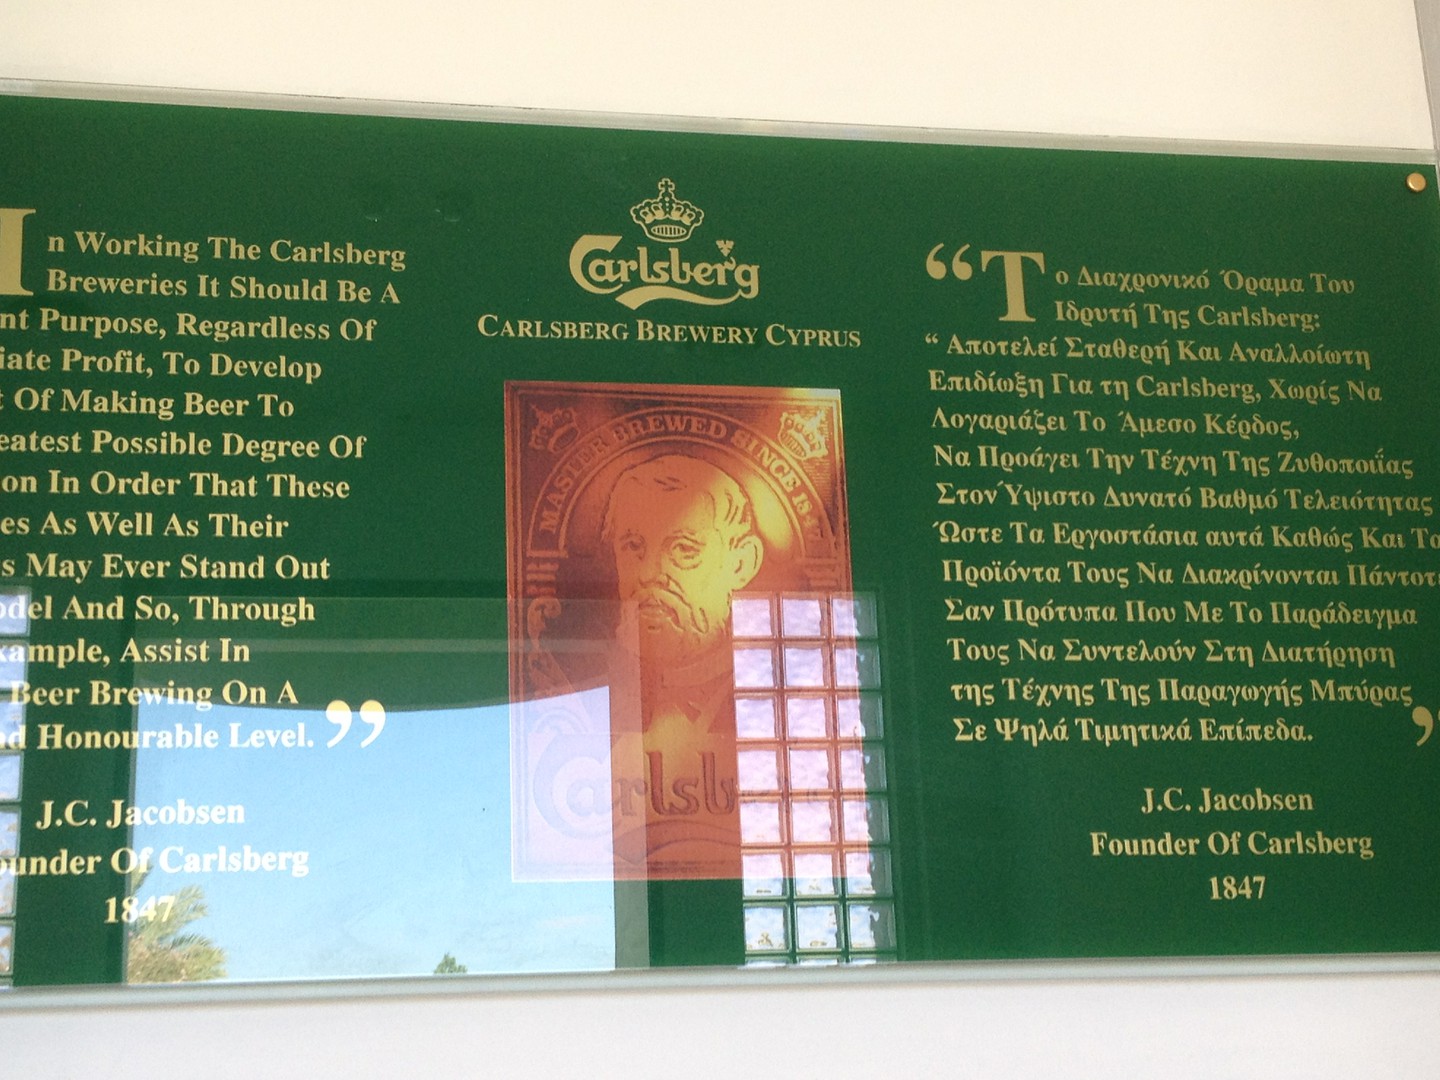 In Working The Carlsberg
Breweries It Should Be A
nt Purpose, Regardless Of
iate Profit, To Develop
t Of Making Beer To
eatest Possible Degree Of
on In Order That These
es As Well As Their
s May Ever Stand Out
odel And So, Through
xample, Assist In
Beer Brewing On A
d Honourable Level.”
J.C. Jacobsen
ounder Of Carlsberg
1847
Carlsberg
CARLSBERG BREWERY CYPRUS
MASTER BREWED SINCE 1847
Carlsb
“Το Διαχρονικό Όραμα Του
Ιδρυτή Της Carlsberg:
“ Αποτελεί Σταθερή Και Αναλλοίωτη
Επιδίωξη Για τη Carlsberg, Χωρίς Να
Λογαριάζει Το Άμεσο Κέρδος,
Να Προάγει Την Τέχνη Της Ζυθοποιΐας
Στον Ύψιστο Δυνατό Βαθμό Τελειότητας
Ώστε Τα Εργοστάσια αυτά Καθώς Και Τα
Προϊόντα Τους Να Διακρίνονται Πάντοτε
Σαν Πρότυπα Που Με Το Παράδειγμα
Τους Να Συντελούν Στη Διατήρηση
της Τέχνης Της Παραγωγής Μπύρας
Σε Ψηλά Τιμητικά Επίπεδα.”
J.C. Jacobsen
Founder Of Carlsberg
1847